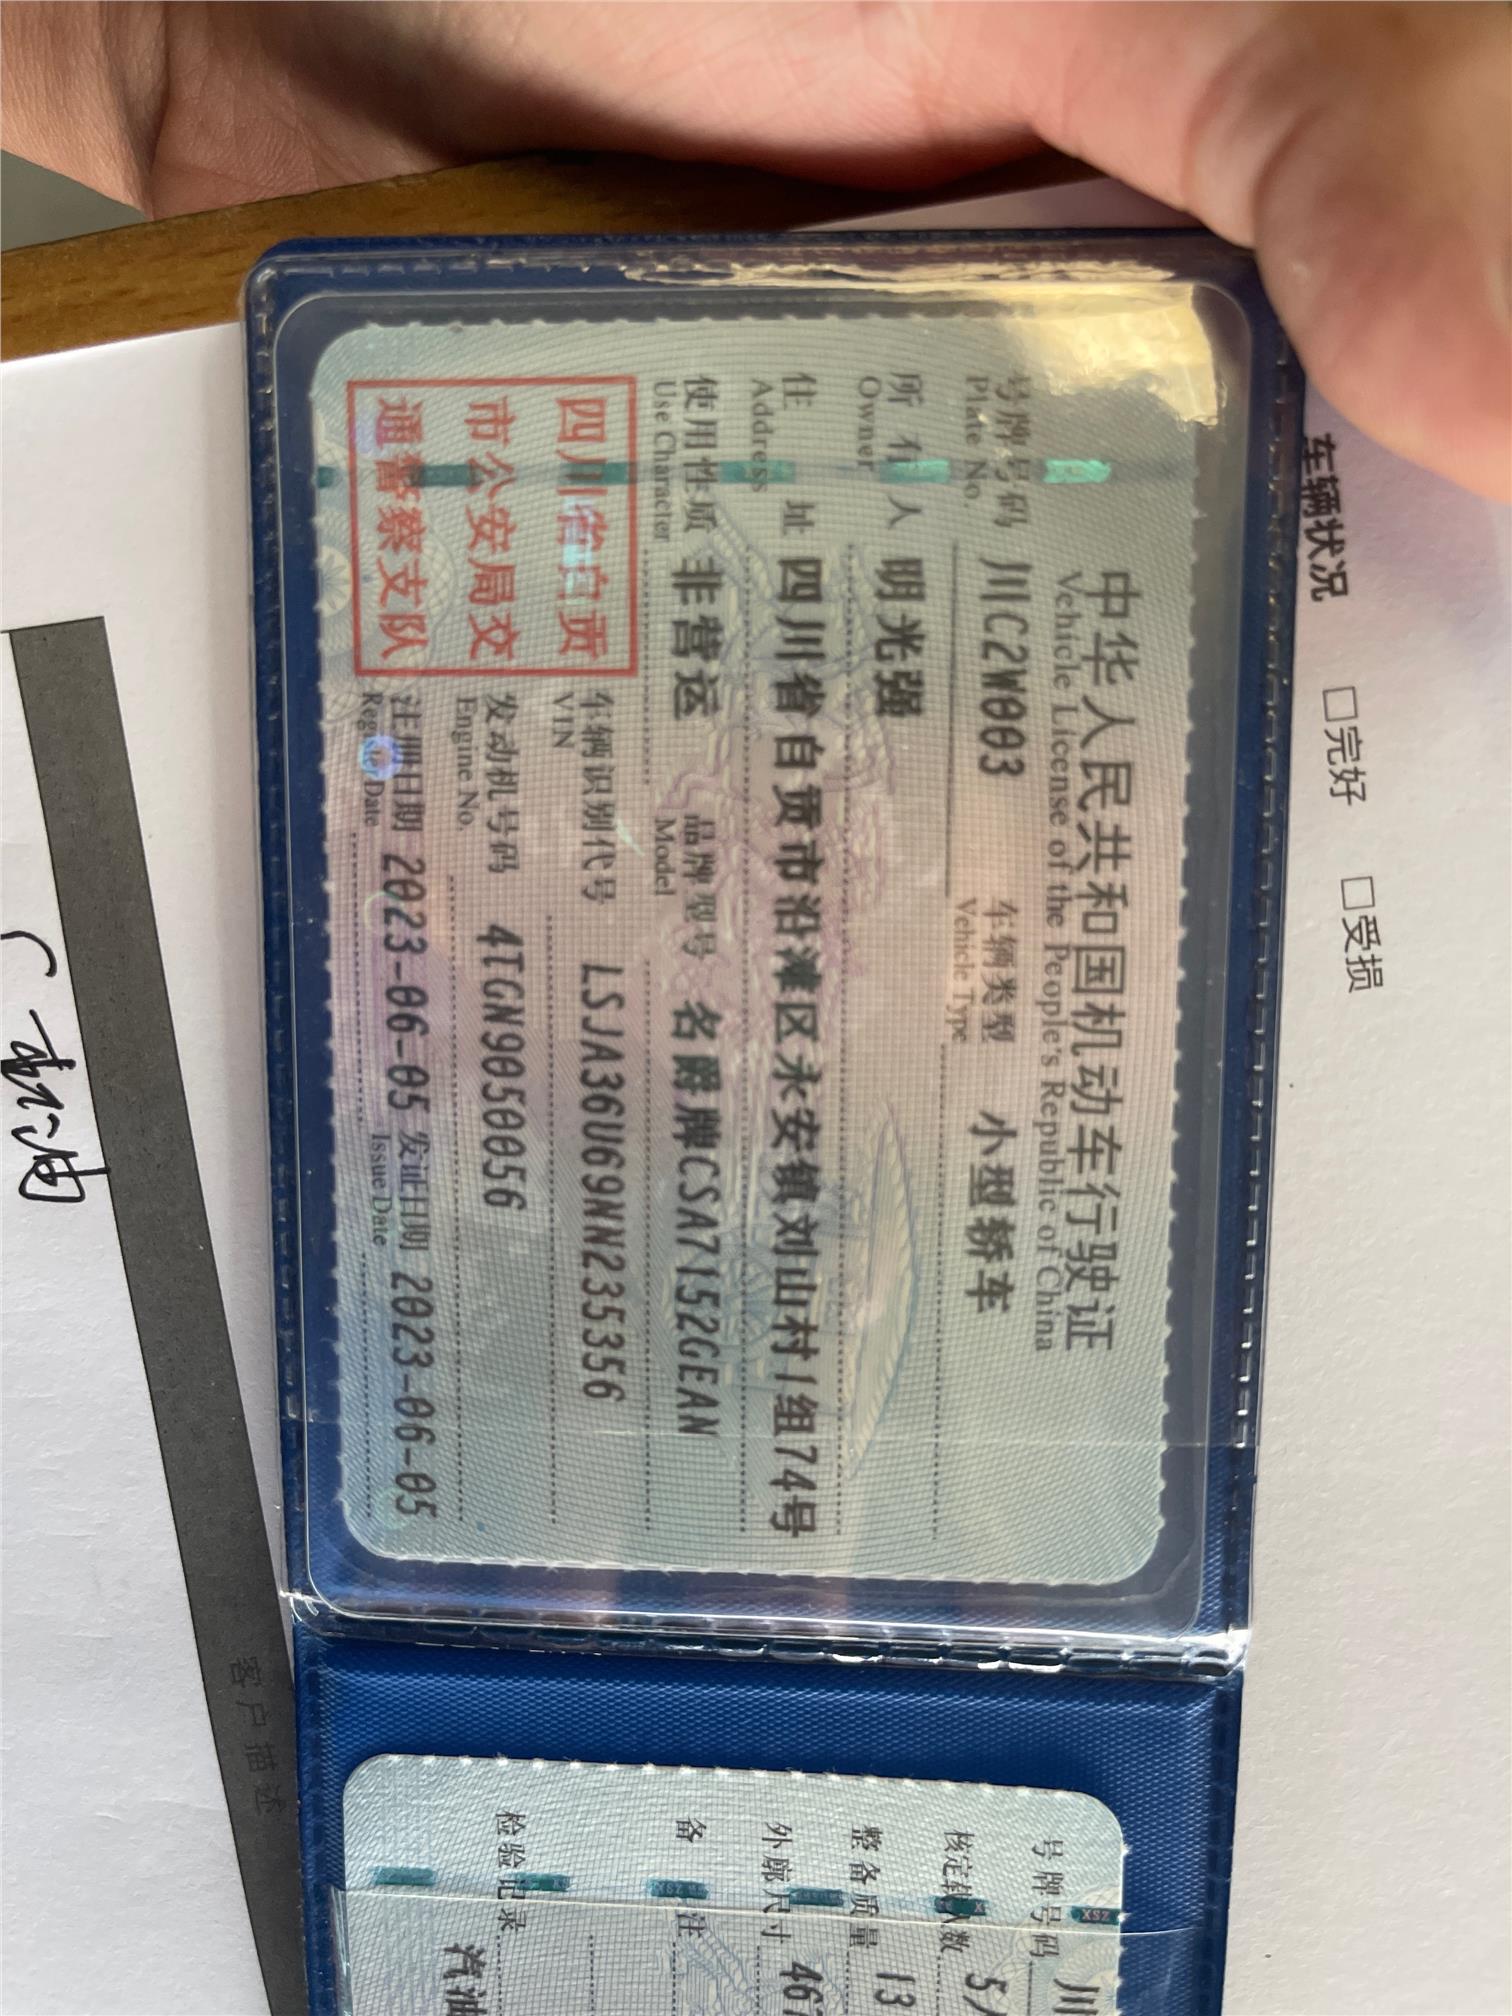 中华人民共和国机动车行驶证
Vehicle License of the People's Republic of China
号牌号码 川C2W003 车辆类型 小型轿车
Plate No. Vehicle Type
所有人 明光强
Owner
住址 四川省自贡市沿滩区永安镇刘山村1组74号
Address
使用性质 非营运 品牌型号 名爵牌CSA7152GEAN
Use Character Model
四川省自贡
市公安局交
通警察支队
车辆识别代号 LSJA36U69NN235356
VIN
发动机号码 4TGN9050056
Engine No.
注册日期 2023-06-05 发证日期 2023-06-05
Register Date Issue Date
号牌号码 川
核定载人数 5
整备质量 13
外廓尺寸 467
备注
检验记录
汽油
车辆状况 □完好 □受损
客户描述